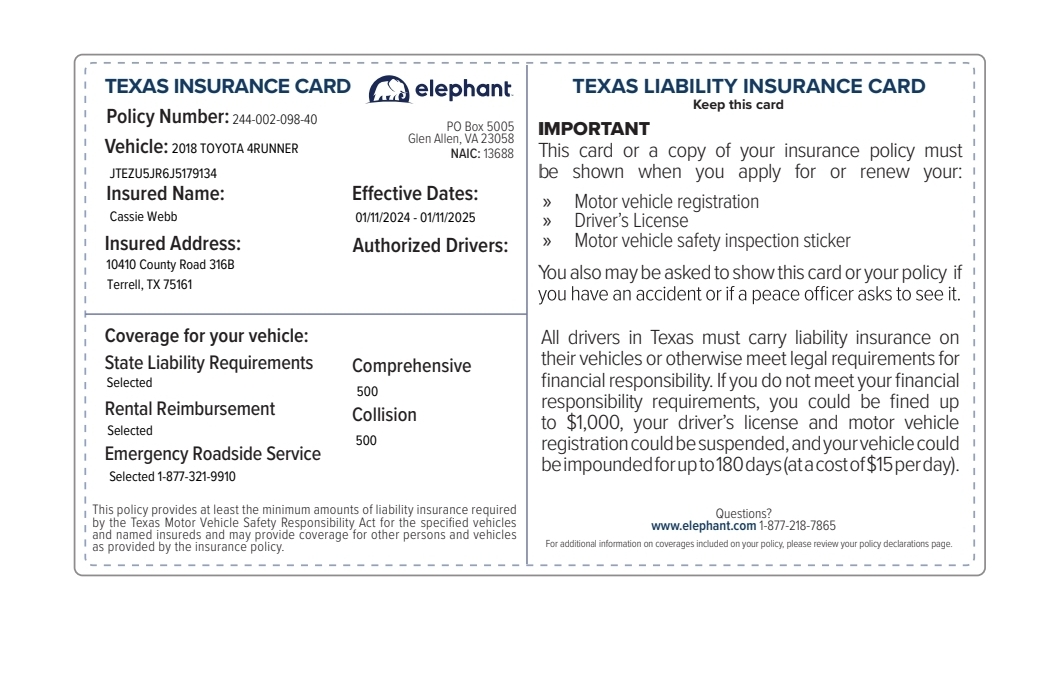 TEXAS INSURANCE CARD
elephant
Policy Number: 244-002-098-40
PO Box 5005
Glen Allen, VA 23058
NAIC: 13688
Vehicle: 2018 TOYOTA 4RUNNER
JTEZU5JR6J5179134
Insured Name:
Cassie Webb
Effective Dates:
01/11/2024 - 01/11/2025
Insured Address:
10410 County Road 316B
Terrell, TX 75161
Authorized Drivers:
Coverage for your vehicle:
State Liability Requirements
Selected
Rental Reimbursement
Selected
Emergency Roadside Service
Selected 1-877-321-9910
Comprehensive
500
Collision
500
This policy provides at least the minimum amounts of liability insurance required
by the Texas Motor Vehicle Safety Responsibility Act for the specified vehicles
and named insureds and may provide coverage for other persons and vehicles
as provided by the insurance policy.
TEXAS LIABILITY INSURANCE CARD
Keep this card
IMPORTANT
This card or a copy of your insurance policy must
be shown when you apply for or renew your:
» Motor vehicle registration
» Driver's License
» Motor vehicle safety inspection sticker
You also may be asked to show this card or your policy if
you have an accident or if a peace officer asks to see it.
All drivers in Texas must carry liability insurance on
their vehicles or otherwise meet legal requirements for
financial responsibility. If you do not meet your financial
responsibility requirements, you could be fined up
to $1,000, your driver's license and motor vehicle
registration could be suspended, and your vehicle could
be impounded for up to 180 days (at a cost of $15 per day).
Questions?
www.elephant.com 1-877-218-7865
For additional information on coverages included on your policy, please review your policy declarations page.